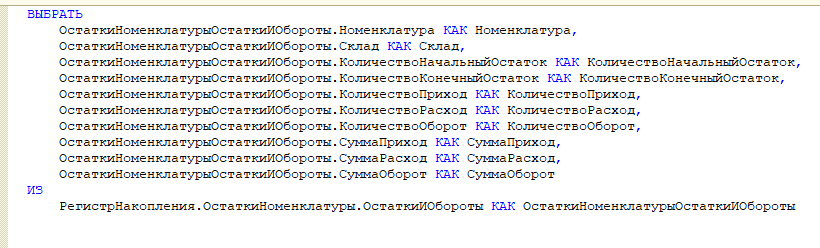 ВЫБРАТЬ
ОстаткиНоменклатурыОстаткиИОбороты.Номенклатура КАК Номенклатура,
ОстаткиНоменклатурыОстаткиИОбороты.Склад КАК Склад,
ОстаткиНоменклатурыОстаткиИОбороты.КоличествоНачальныйОстаток КАК КоличествоНачальныйОстаток,
ОстаткиНоменклатурыОстаткиИОбороты.КоличествоКонечныйОстаток КАК КоличествоКонечныйОстаток,
ОстаткиНоменклатурыОстаткиИОбороты.КоличествоПриход КАК КоличествоПриход,
ОстаткиНоменклатурыОстаткиИОбороты.КоличествоРасход КАК КоличествоРасход,
ОстаткиНоменклатурыОстаткиИОбороты.КоличествоОборот КАК КоличествоОборот,
ОстаткиНоменклатурыОстаткиИОбороты.СуммаПриход КАК СуммаПриход,
ОстаткиНоменклатурыОстаткиИОбороты.СуммаРасход КАК СуммаРасход,
ОстаткиНоменклатурыОстаткиИОбороты.СуммаОборот КАК СуммаОборот
ИЗ
РегистрНакопления.ОстаткиНоменклатуры.ОстаткиИОбороты КАК ОстаткиНоменклатурыОстаткиИОбороты